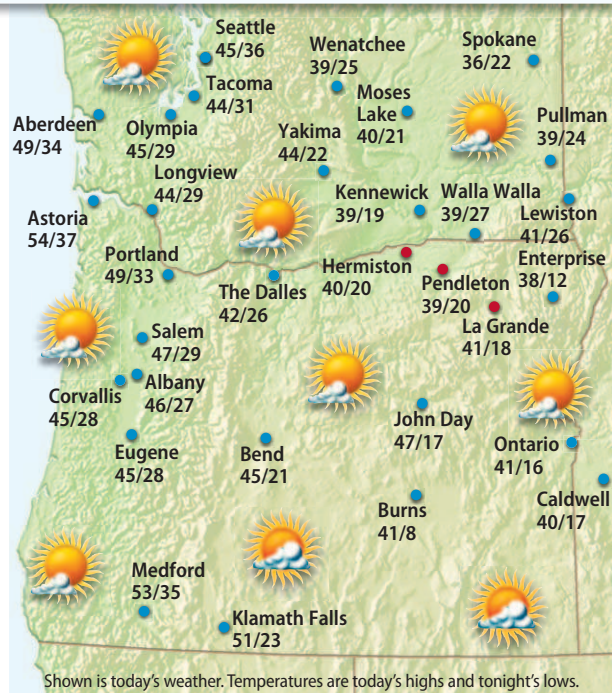 Seattle
45/36
Wenatchee
39/25
Spokane
36/22
Tacoma
44/31
Moses
Lake
40/21
Aberdeen
49/34
Olympia
45/29
Yakima
44/22
Pullman
39/24
Longview
44/29
Kennewick
39/19
Walla Walla
39/27
Lewiston
41/26
Astoria
54/37
Portland
49/33
The Dalles
42/26
Hermiston
40/20
Pendleton
39/20
Enterprise
38/12
La Grande
41/18
Salem
47/29
Albany
46/27
Corvallis
45/28
Eugene
45/28
Bend
45/21
John Day
47/17
Ontario
41/16
Caldwell
40/17
Burns
41/8
Medford
53/35
Klamath Falls
51/23
Shown is today's weather. Temperatures are today's highs and tonight's lows.